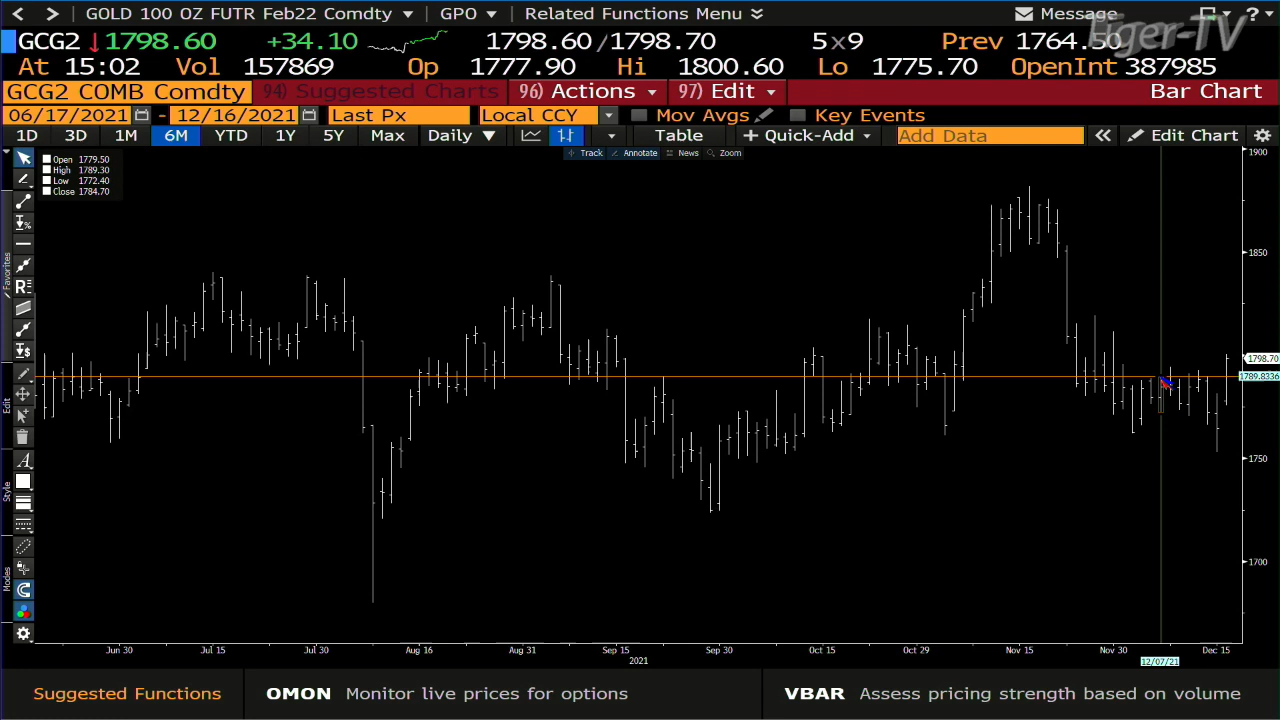 GOLD 100 OZ FUTR Feb22 Comdty GPO Related Functions Menu Message ?
GCG2 1798.60 +34.10 1798.60/1798.70 5x9 Prev 1764.50
Tiger-TV
At 15:02 Vol 157869 Op 1777.90 Hi 1800.60 Lo 1775.70 OpenInt 387985
GCG2 COMB Comdty 94) Suggested Charts 96) Actions 97) Edit Bar Chart
06/17/2021 - 12/16/2021 Last Px Local CCY Mov Avgs Key Events
1D 3D 1M 6M YTD 1Y 5Y Max Daily Table + Quick-Add Add Data « Edit Chart
Track Annotate News Zoom
Open 1779.50
High 1789.30
Low 1772.40
Close 1784.70
Favorites
Edit
Style
Modes
1900
1850
1798.70
1789.8336
1750
1700
Jun 30 Jul 15 Jul 30 Aug 16 Aug 31 Sep 15 Sep 30 Oct 15 Oct 29 Nov 15 Nov 30 Dec 15
2021 12/07/21
Suggested Functions OMON Monitor live prices for options VBAR Assess pricing strength based on volume